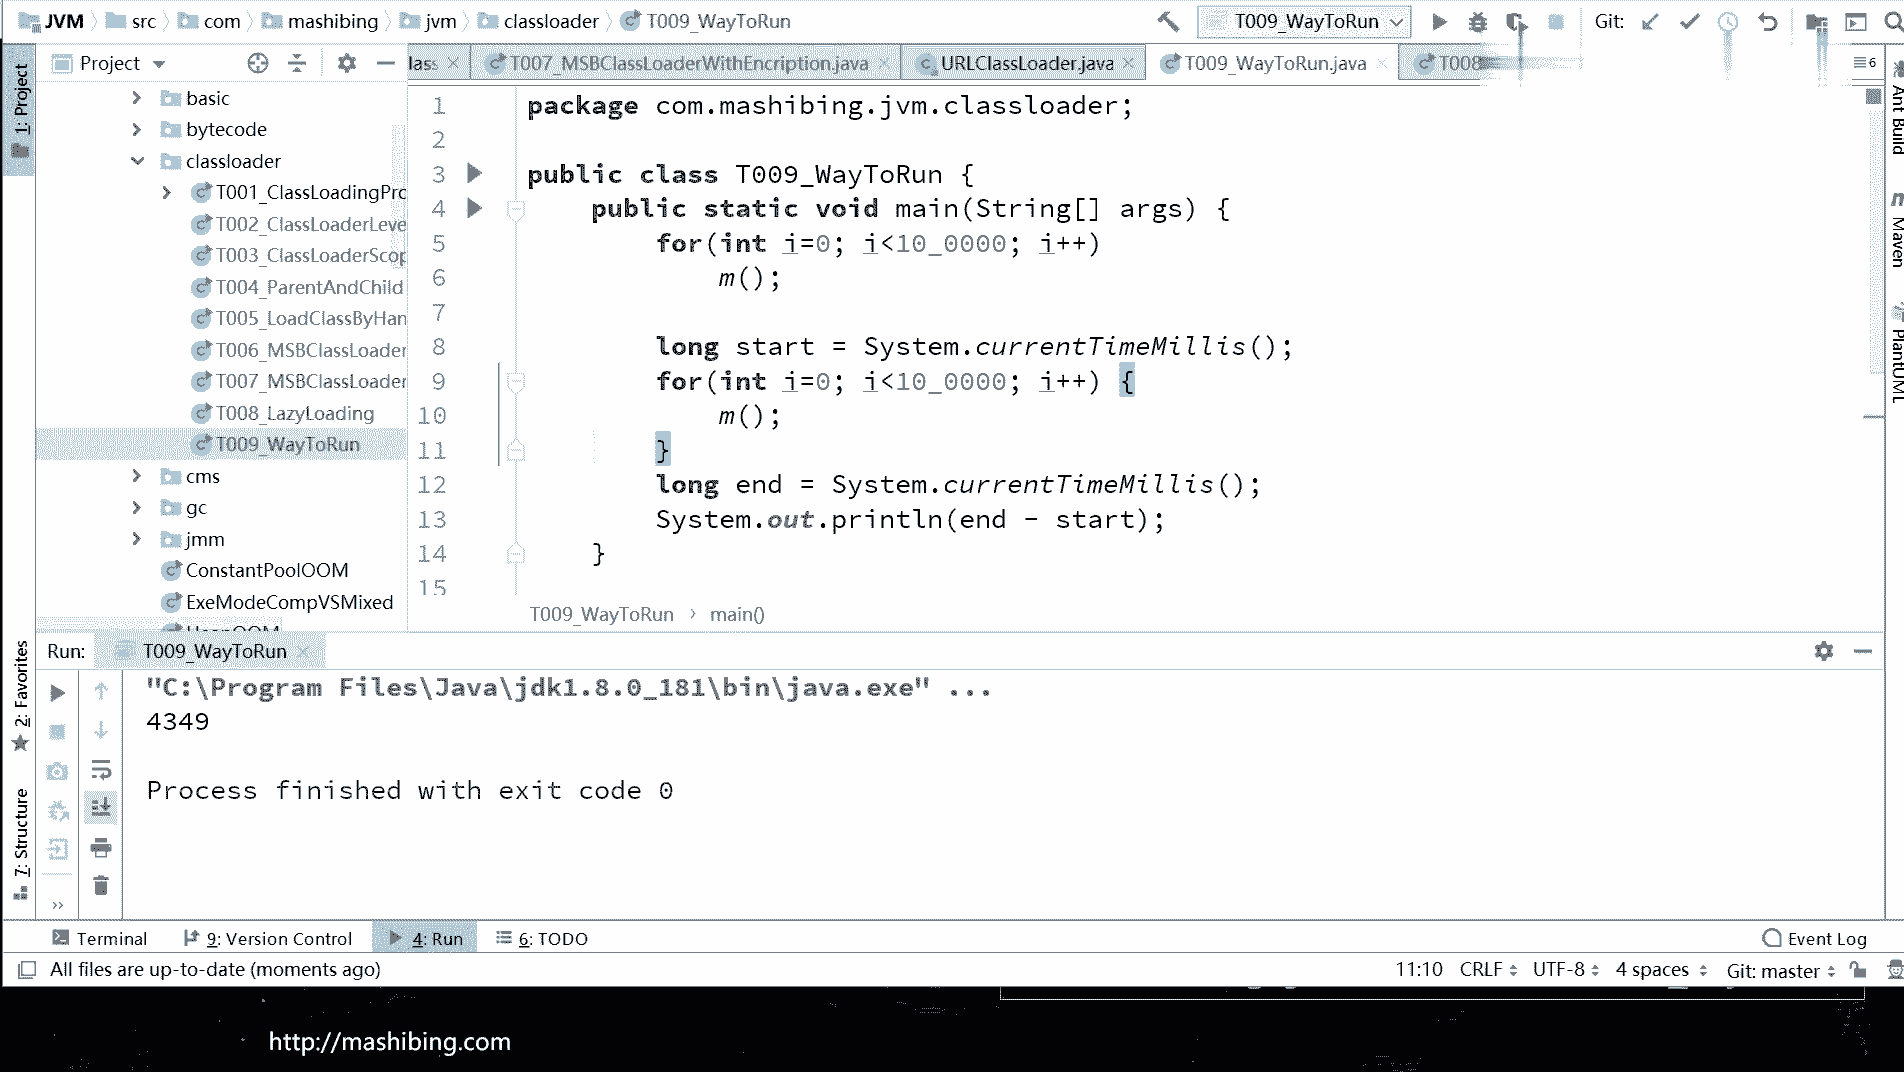 JVM src com mashibing jvm classloader T009_WayToRun
T009_WayToRun
Git:
1: Project
Project
T007_MSBClassLoaderWithEncription.java
URLClassLoader.java
T009_WayToRun.java
T008
6
basic
bytecode
classloader
T001_ClassLoadingPro
T002_ClassLoaderLeve
T003_ClassLoaderScop
T004_ParentAndChild
T005_LoadClassByHan
T006_MSBClassLoader
T007_MSBClassLoader
T008_LazyLoading
T009_WayToRun
cms
gc
jmm
ConstantPoolOOM
ExeModeCompVSMixed
1 package com.mashibing.jvm.classloader;
2
3 public class T009_WayToRun {
4 public static void main(String[] args) {
5 for(int i=0; i<10_0000; i++)
6 m();
7
8 long start = System.currentTimeMillis();
9 for(int i=0; i<10_0000; i++) {
10 m();
11 }
12 long end = System.currentTimeMillis();
13 System.out.println(end - start);
14 }
15
T009_WayToRun › main()
Ant Build
Maven
PlantUML
Run: T009_WayToRun
2: Favorites
7: Structure
"C:\Program Files\Java\jdk1.8.0_181\bin\java.exe" ...
4349
Process finished with exit code 0
Terminal 9: Version Control 4: Run 6: TODO
Event Log
All files are up-to-date (moments ago)
11:10 CRLF UTF-8 4 spaces Git: master
http://mashibing.com